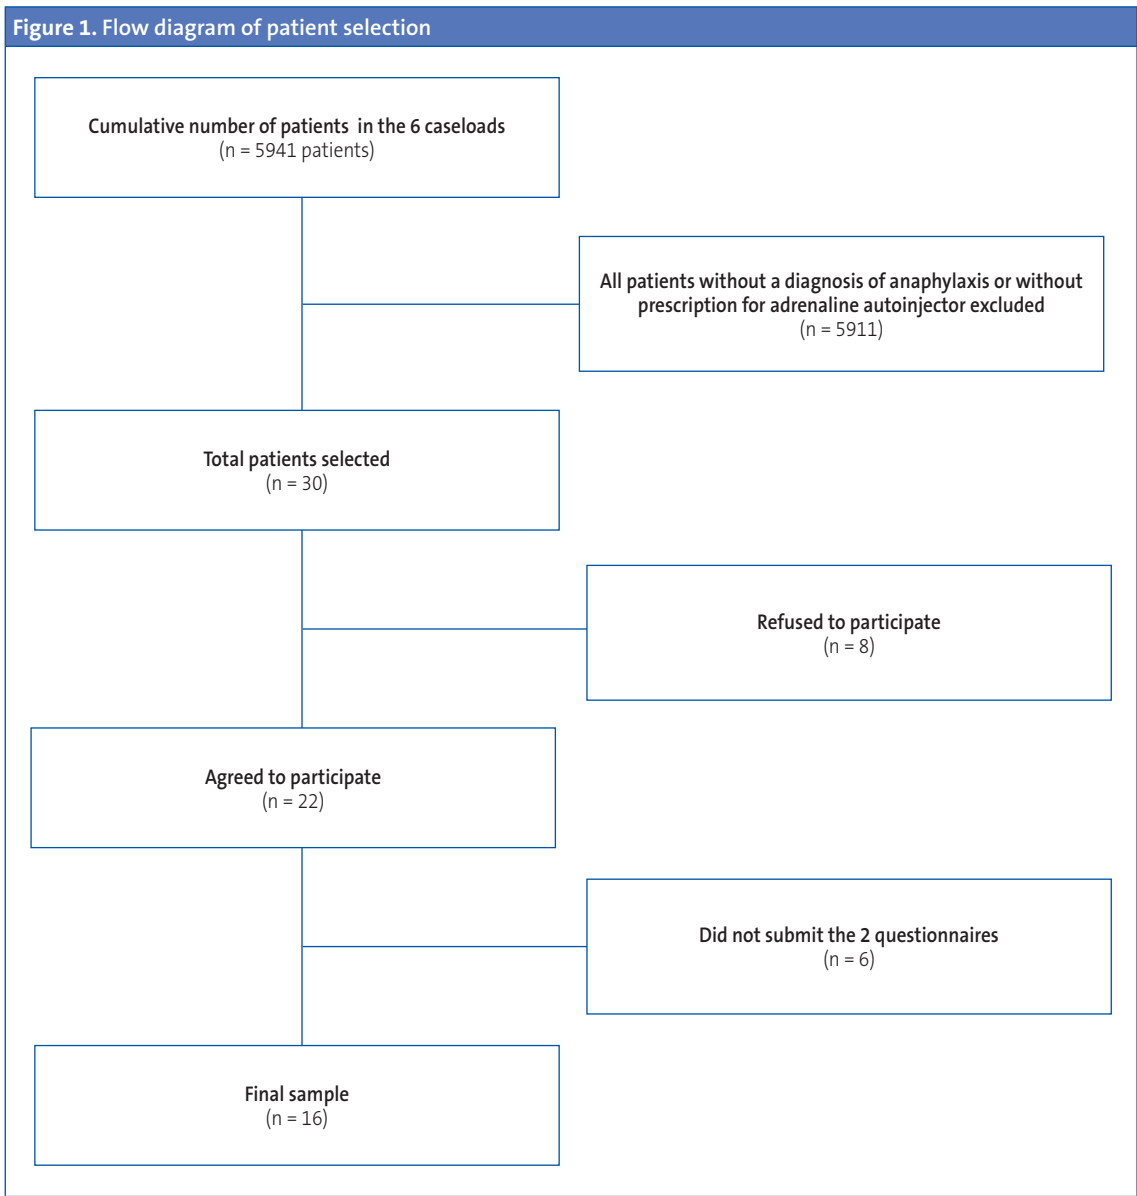 Figure 1. Flow diagram of patient selection
Cumulative number of patients in the 6 caseloads
(n = 5941 patients)
All patients without a diagnosis of anaphylaxis or without
prescription for adrenaline autoinjector excluded
(n = 5911)
Total patients selected
(n = 30)
Refused to participate
(n = 8)
Agreed to participate
(n = 22)
Did not submit the 2 questionnaires
(n = 6)
Final sample
(n = 16)